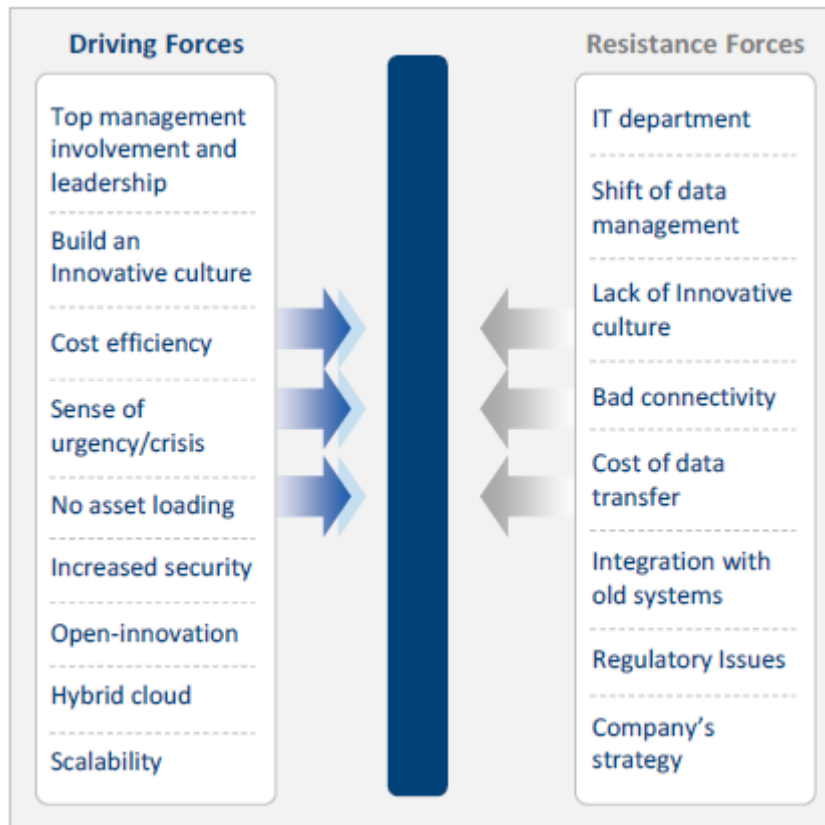 Driving Forces
Top management
involvement and
leadership
Build an
Innovative culture
Cost efficiency
Sense of
urgency/crisis
No asset loading
Increased security
Open-innovation
Hybrid cloud
Scalability
Resistance Forces
IT department
Shift of data
management
Lack of Innovative
culture
Bad connectivity
Cost of data
transfer
Integration with
old systems
Regulatory Issues
Company's
strategy